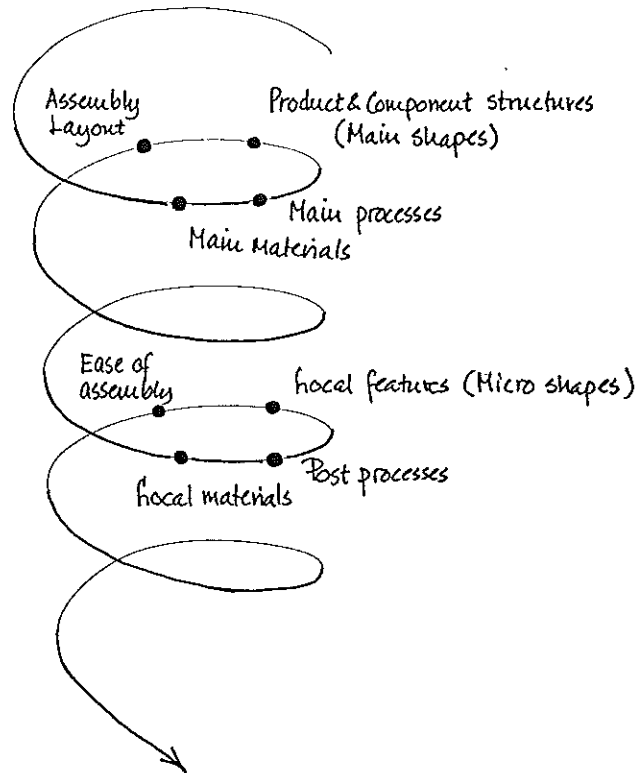 Assembly
Layout
Product & Component structures
(Main shapes)
Main processes
Main Materials
Ease of
assembly
Local features (Micro shapes)
Post processes
Local materials